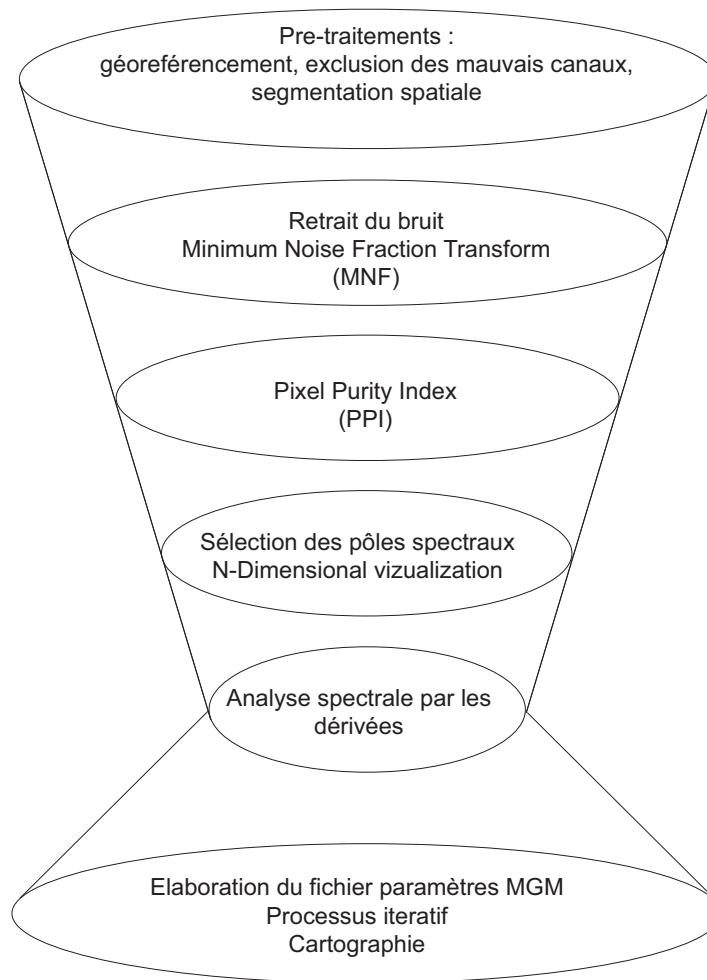 Pre-traitements :
géoreférencement, exclusion des mauvais canaux,
segmentation spatiale
Retrait du bruit
Minimum Noise Fraction Transform
(MNF)
Pixel Purity Index
(PPI)
Sélection des pôles spectraux
N-Dimensional vizualization
Analyse spectrale par les
dérivées
Elaboration du fichier paramètres MGM
Processus iteratif
Cartographie